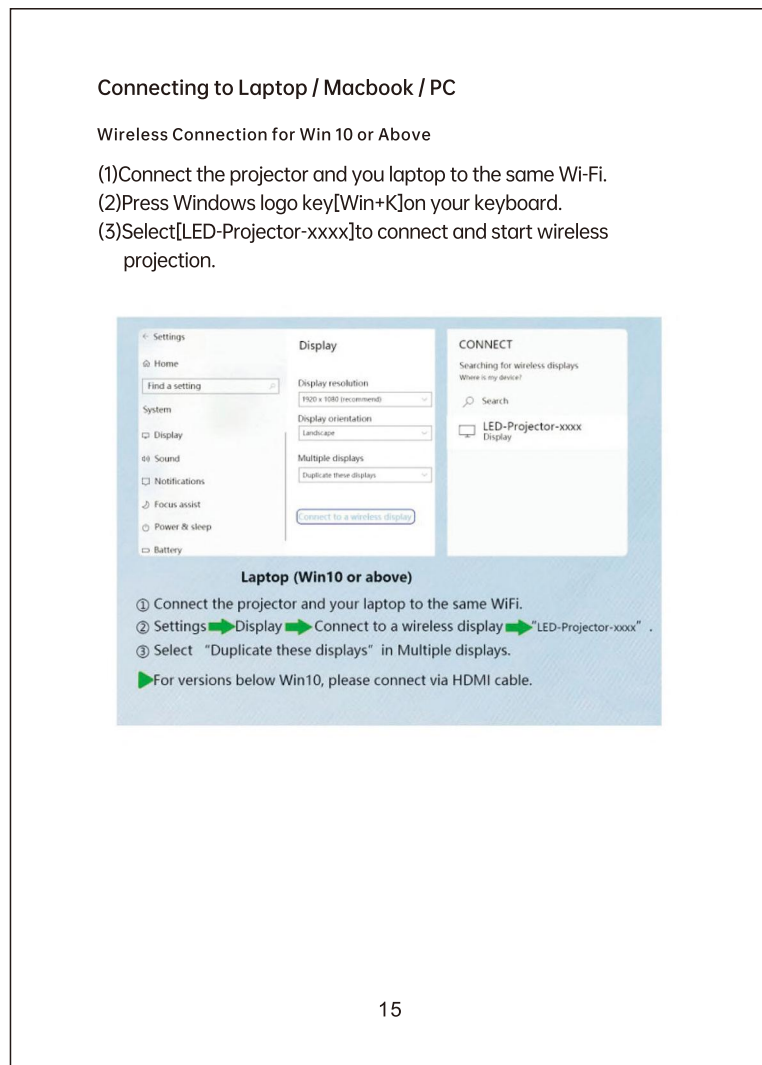 Connecting to Laptop / Macbook / PC
Wireless Connection for Win 10 or Above
(1)Connect the projector and you laptop to the same Wi-Fi.
(2)Press Windows logo key[Win+K]on your keyboard.
(3)Select[LED-Projector-xxxx]to connect and start wireless
projection.
← Settings
Home
Find a setting
System
Display
Sound
Notifications
Focus assist
Power & sleep
Battery
Display
Display resolution
1920 x 1080 (recommend)
Display orientation
Landscape
Multiple displays
Duplicate these displays
Connect to a wireless display
CONNECT
Searching for wireless displays
Where is my device?
Search
LED-Projector-xxxx
Display
Laptop (Win10 or above)
① Connect the projector and your laptop to the same WiFi.
② Settings Display Connect to a wireless display "LED-Projector-xxxx" .
③ Select “Duplicate these displays” in Multiple displays.
For versions below Win10, please connect via HDMI cable.
15